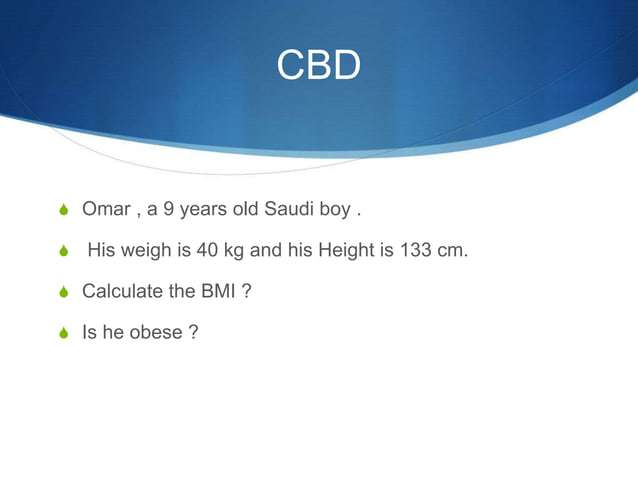 CBD
Omar , a 9 years old Saudi boy .
His weigh is 40 kg and his Height is 133 cm.
Calculate the BMI ?
Is he obese ?